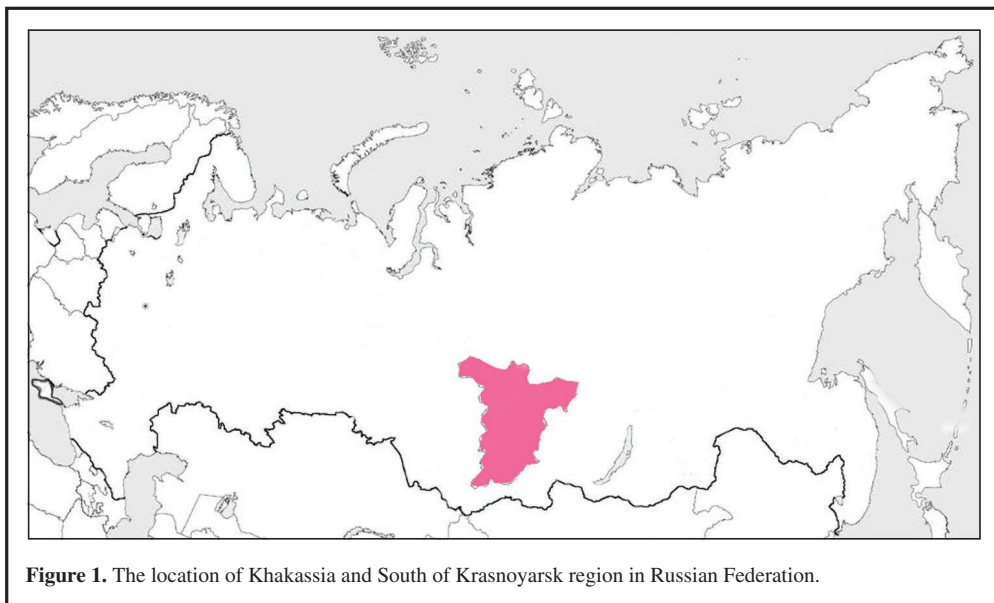 Figure 1. The location of Khakassia and South of Krasnoyarsk region in Russian Federation.